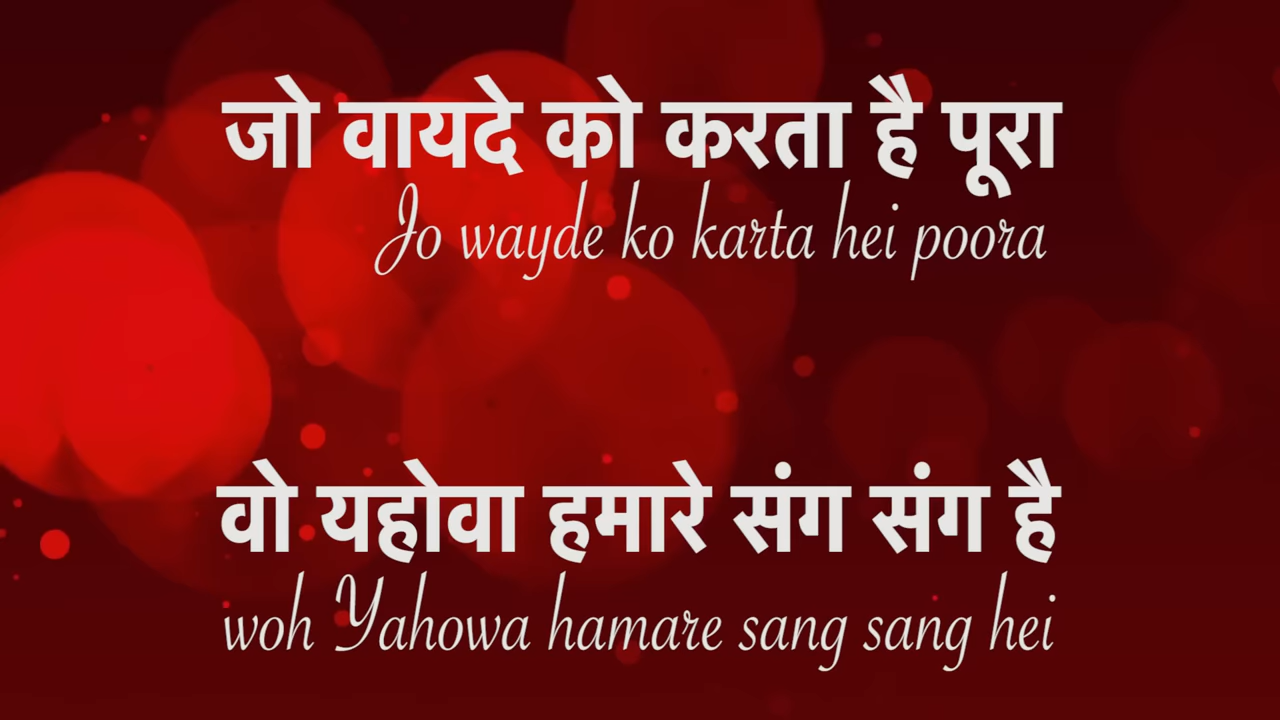 जो वायदे को करता है पूरा
Jo wayde ko karta hei poora
वो यहोवा हमारे संग संग है
woh Yahowa hamare sang sang hei